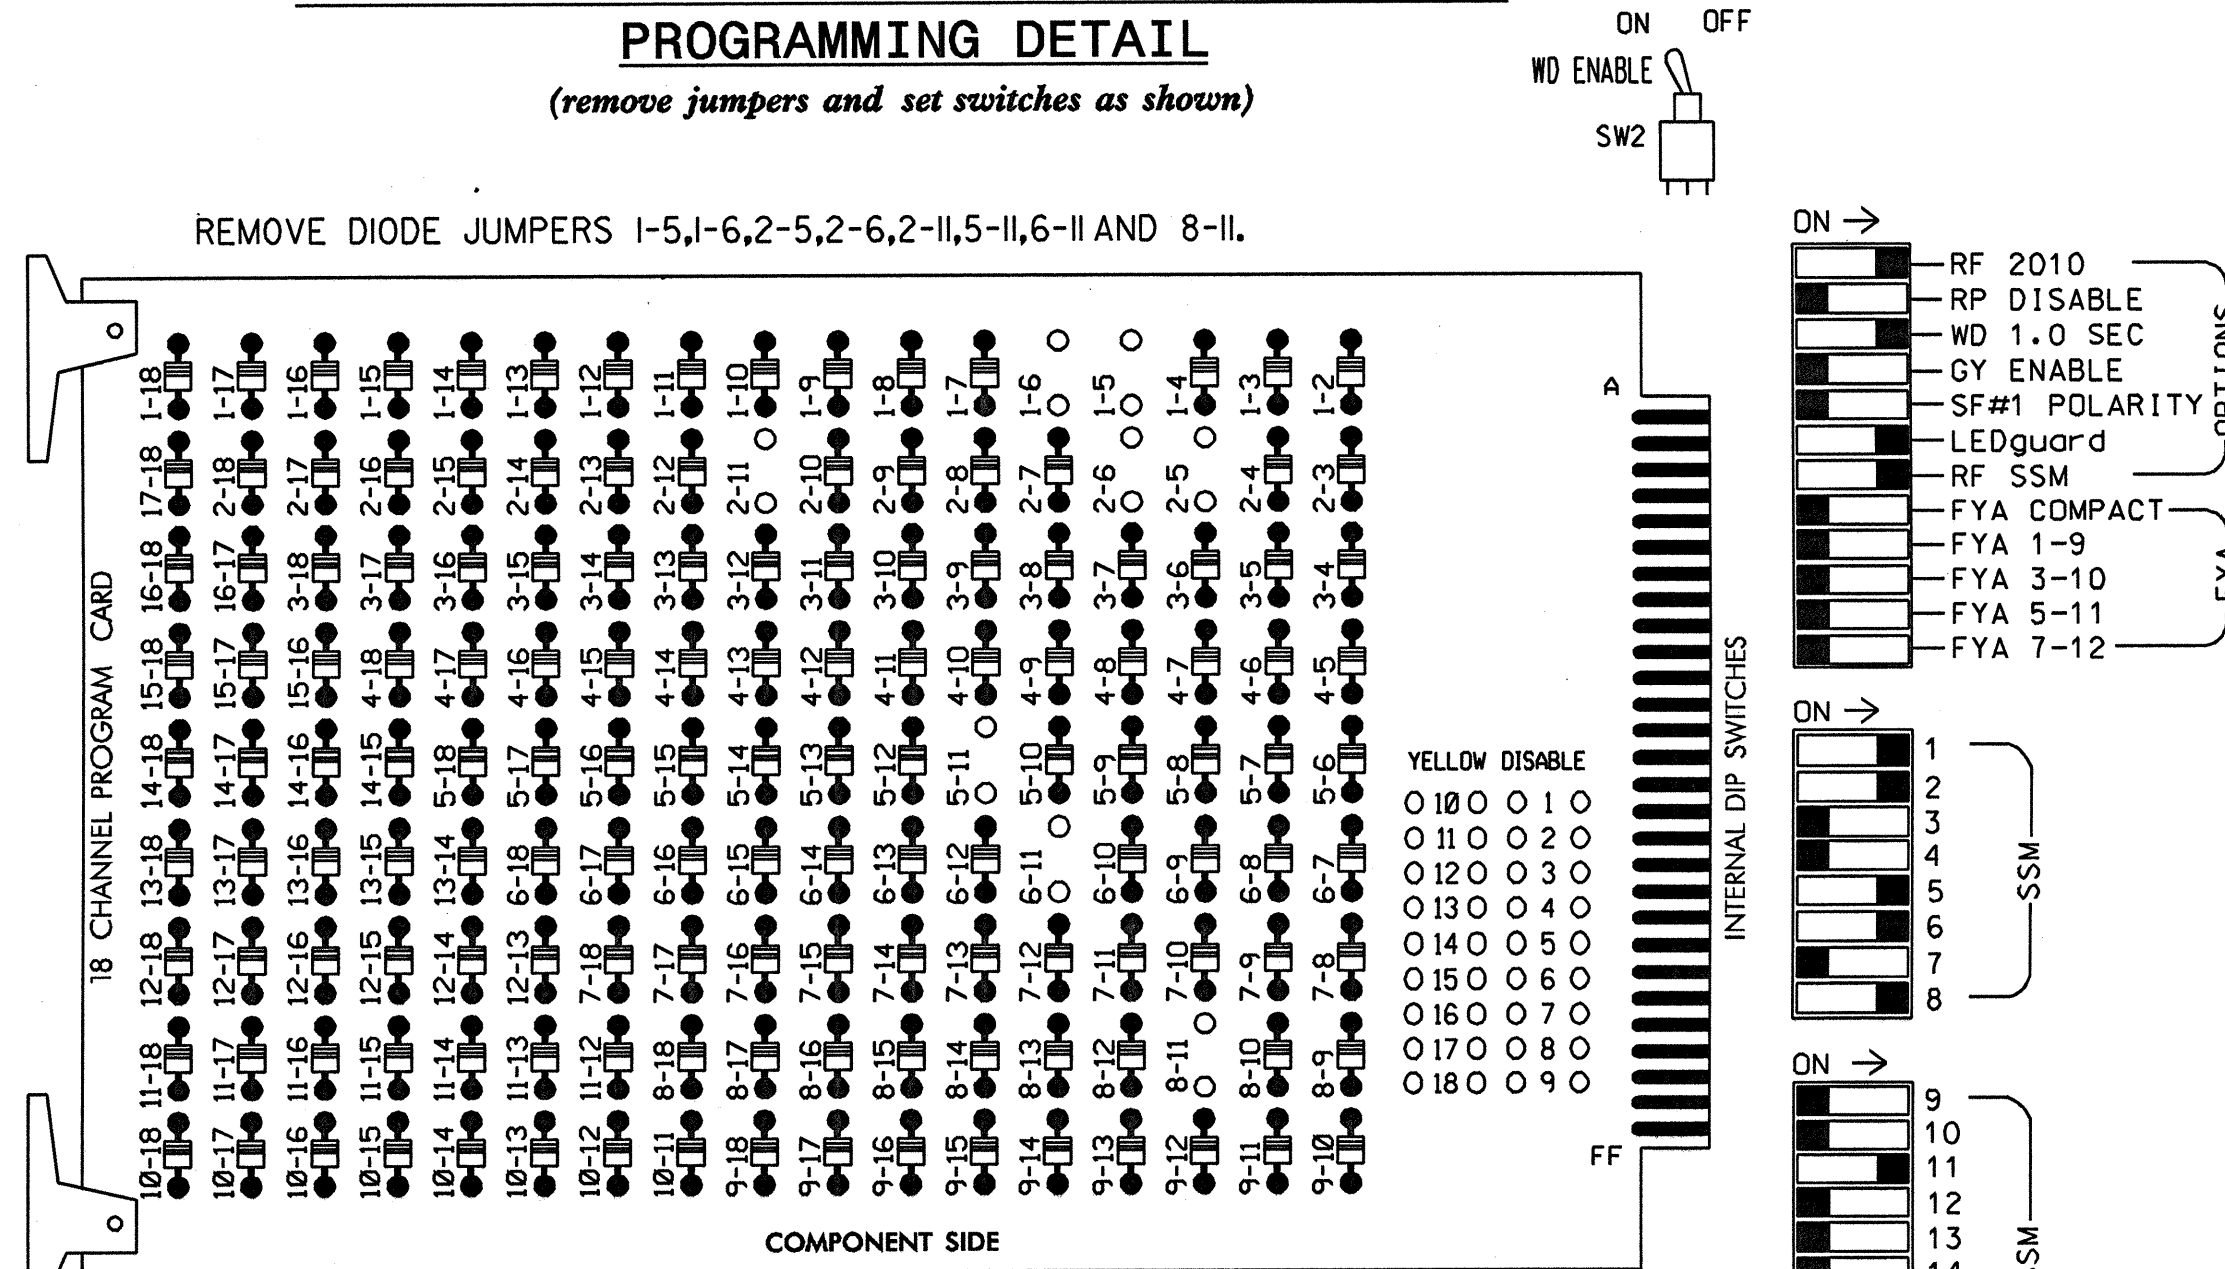 PROGRAMMING DETAIL
(remove jumpers and set switches as shown)
ON OFF
WD ENABLE
SW2
REMOVE DIODE JUMPERS 1-5,1-6,2-5,2-6,2-11,5-11,6-11 AND 8-11.
18 CHANNEL PROGRAM CARD
1-18 1-17 1-16 1-15 1-14 1-13 1-12 1-11 1-10 1-9 1-8 1-7 1-6 1-5 1-4 1-3 1-2
17-18 2-18 2-17 2-16 2-15 2-14 2-13 2-12 2-11 2-10 2-9 2-8 2-7 2-6 2-5 2-4 2-3
16-18 16-17 3-18 3-17 3-16 3-15 3-14 3-13 3-12 3-11 3-10 3-9 3-8 3-7 3-6 3-5 3-4
15-18 15-17 15-16 4-18 4-17 4-16 4-15 4-14 4-13 4-12 4-11 4-10 4-9 4-8 4-7 4-6 4-5
14-18 14-17 14-16 14-15 5-18 5-17 5-16 5-15 5-14 5-13 5-12 5-11 5-10 5-9 5-8 5-7 5-6
13-18 13-17 13-16 13-15 13-14 6-18 6-17 6-16 6-15 6-14 6-13 6-12 6-11 6-10 6-9 6-8 6-7
12-18 12-17 12-16 12-15 12-14 12-13 7-18 7-17 7-16 7-15 7-14 7-13 7-12 7-11 7-10 7-9 7-8
11-18 11-17 11-16 11-15 11-14 11-13 11-12 8-18 8-17 8-16 8-15 8-14 8-13 8-12 8-11 8-10 8-9
10-18 10-17 10-16 10-15 10-14 10-13 10-12 10-11 9-18 9-17 9-16 9-15 9-14 9-13 9-12 9-11 9-10
COMPONENT SIDE
A
YELLOW DISABLE
10 1
11 2
12 3
13 4
14 5
15 6
16 7
17 8
18 9
FF
INTERNAL DIP SWITCHES
ON →
RF 2010
RP DISABLE
WD 1.0 SEC
GY ENABLE
SF#1 POLARITY
LEDguard
RF SSM
OPTIONS
FYA COMPACT
FYA 1-9
FYA 3-10
FYA 5-11
FYA 7-12
FYA
ON →
1
2
3
4
5
6
7
8
SSM
ON →
9
10
11
12
13
14
SM